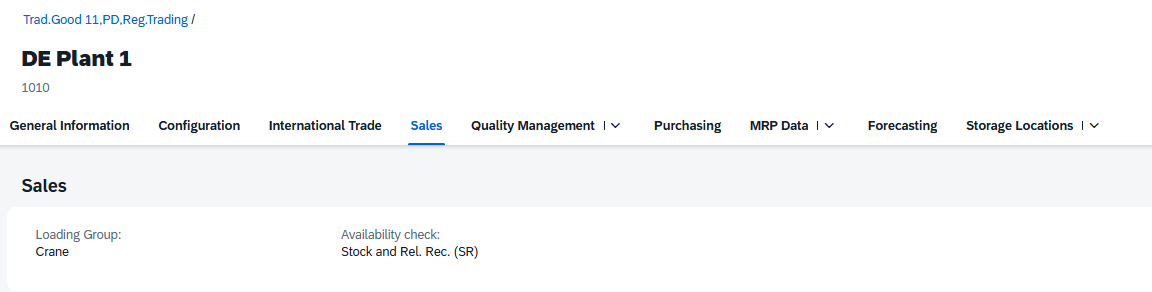 Trad.Good 11,PD,Reg.Trading /
DE Plant 1
1010
General Information Configuration International Trade Sales Quality Management Purchasing MRP Data Forecasting Storage Locations
Sales
Loading Group: Availability check:
Crane Stock and Rel. Rec. (SR)